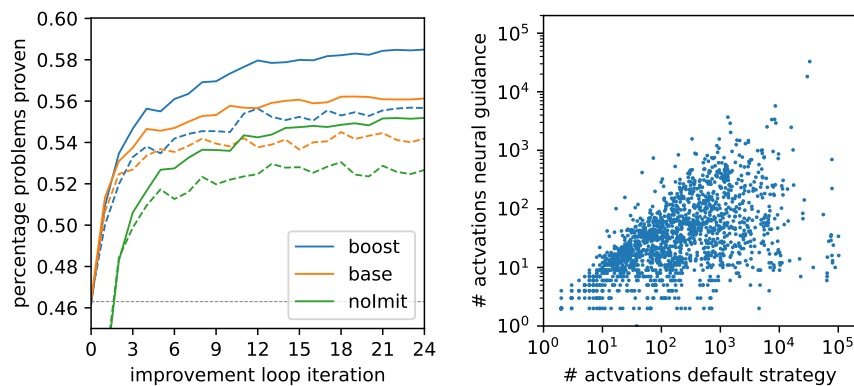 0.60
0.58
0.56
0.54
0.52
0.50
0.48
0.46
percentage problems proven
boost
base
noImit
0 3 6 9 12 15 18 21 24
improvement loop iteration
10^5
10^4
10^3
10^2
10^1
10^0
# actvations neural guidance
10^0 10^1 10^2 10^3 10^4 10^5
# actvations default strategy